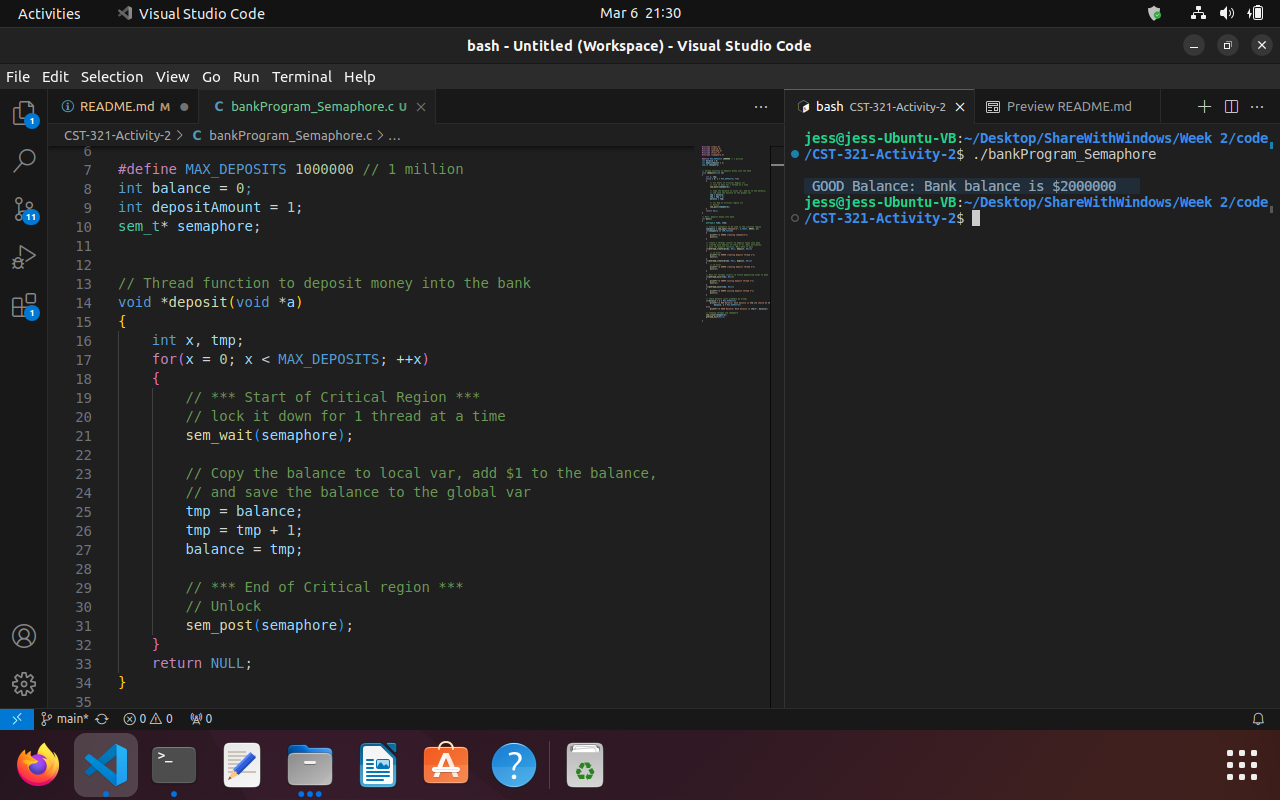 Activities
Visual Studio Code
Mar 6 21:30
bash - Untitled (Workspace) - Visual Studio Code
File Edit Selection View Go Run Terminal Help
README.md M
C bankProgram_Semaphore.c U
CST-321-Activity-2 > C bankProgram_Semaphore.c > ...
6
7 #define MAX_DEPOSITS 1000000 // 1 million
8 int balance = 0;
9 int depositAmount = 1;
10 sem_t* semaphore;
11
12
13 // Thread function to deposit money into the bank
14 void *deposit(void *a)
15 {
16 int x, tmp;
17 for(x = 0; x < MAX_DEPOSITS; ++x)
18 {
19 // *** Start of Critical Region ***
20 // lock it down for 1 thread at a time
21 sem_wait(semaphore);
22
23 // Copy the balance to local var, add $1 to the balance,
24 // and save the balance to the global var
25 tmp = balance;
26 tmp = tmp + 1;
27 balance = tmp;
28
29 // *** End of Critical region ***
30 // Unlock
31 sem_post(semaphore);
32 }
33 return NULL;
34 }
35
bash CST-321-Activity-2
Preview README.md
jess@jess-Ubuntu-VB:~/Desktop/ShareWithWindows/Week 2/code
/CST-321-Activity-2$ ./bankProgram_Semaphore
GOOD Balance: Bank balance is $2000000
jess@jess-Ubuntu-VB:~/Desktop/ShareWithWindows/Week 2/code
/CST-321-Activity-2$
1
11
1
main* 0 0 0
>_
?